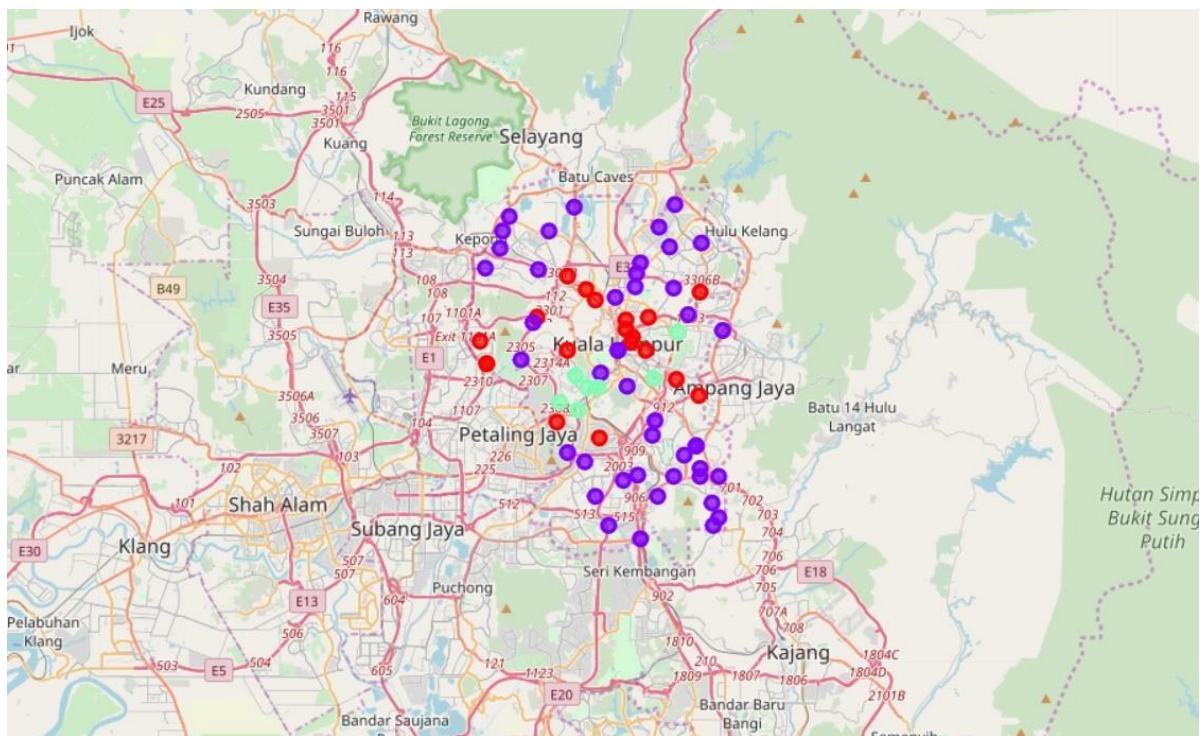 Rawang
Ijok
116
Kundang
116
E25
2505
115
3501
3501
Bukit Lagong
Forest Reserve
Kuang
Selayang
Puncak Alam
Batu Caves
114
3503
Sungai Buloh
113
113
Kepong
Hulu Kelang
3504
108
108
3306B
B49
112
E35
107
1101A
3505
2305
Kuala
E1
2314A
Meru
2310
2307
3506A
1107
Ampang Jaya
3506
912
Batu 14 Hulu
Langat
3507
104
3217
103
Petaling Jaya
102
226
909
225
2003
101
701
702
Shah Alam
512
906
703
Hutan Simp
Bukit Sung
Putih
Klang
Subang Jaya
513
515
704
E30
507
704
507
Seri Kembangan
706
E18
Puchong
604
902
705
E13
707A
Pelabuhan
Klang
506
708
1810
Kajang
503
504
121
210
1804C
E5
605
1123
1809
1807
1806
1804D
E20
2101B
Bandar Saujana
Bandar Baru
Bangi